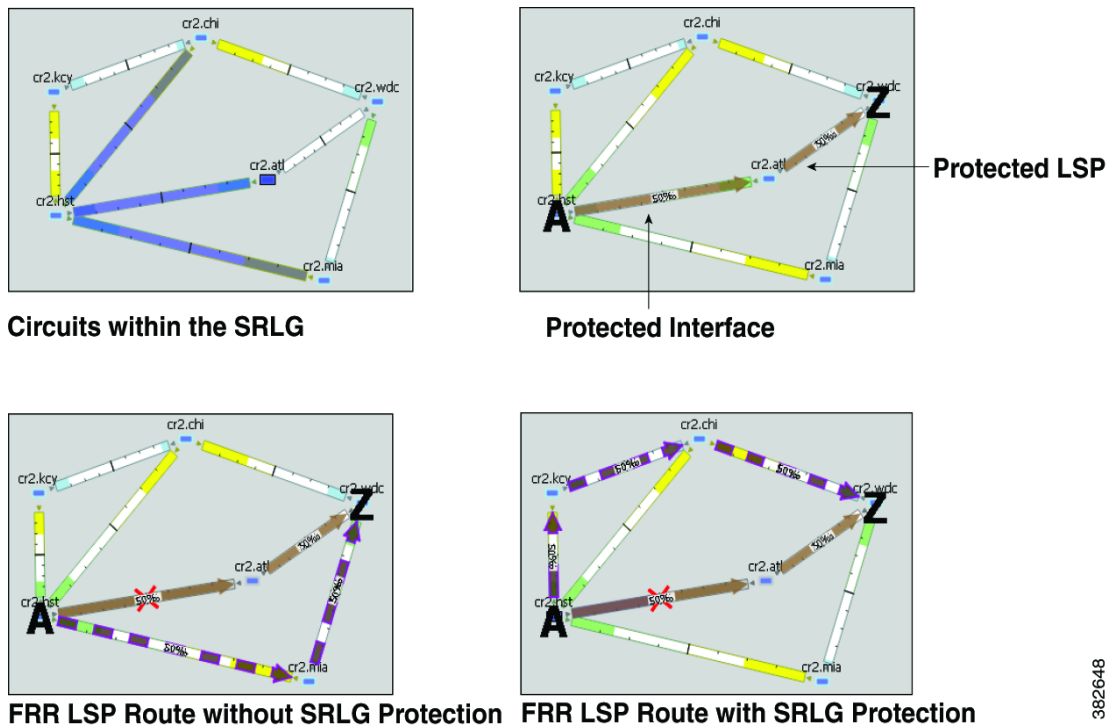 cr2.chi
cr2.kcy
cr2.wdc
cr2.atl
cr2.hst
cr2.mia
Circuits within the SRLG
cr2.chi
cr2.kcy
cr2.wdc
Z
50%
cr2.atl
Protected LSP
50%
cr2.hst
A
cr2.mia
Protected Interface
cr2.chi
cr2.kcy
cr2.wdc
Z
50%
cr2.atl
50%
50%
cr2.hst
A
50%
cr2.mia
FRR LSP Route without SRLG Protection
cr2.chi
50%
50%
cr2.kcy
cr2.wdc
Z
50%
50%
cr2.atl
50%
cr2.hst
A
cr2.mia
FRR LSP Route with SRLG Protection
382648